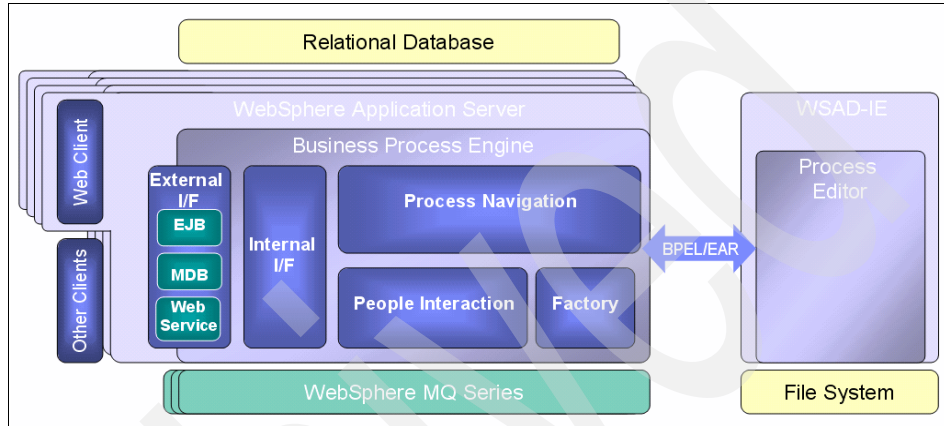 Relational Database
WebSphere Application Server
WSAD-IE
Web Client
Business Process Engine
Process
Editor
External
I/F
EJB
MDB
Web
Service
Internal
I/F
Process Navigation
BPEL/EAR
Other Clients
People Interaction
Factory
WebSphere MQ Series
File System